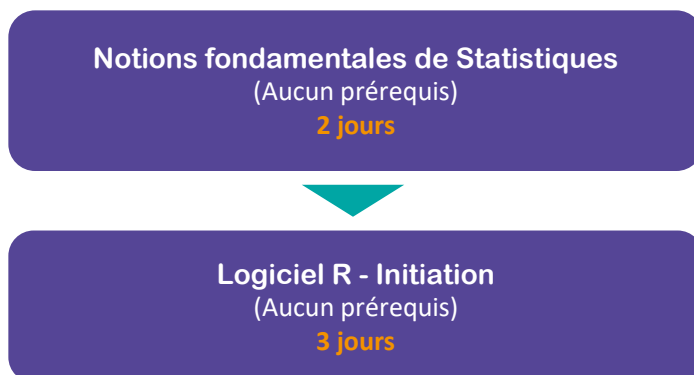 Notions fondamentales de Statistiques
(Aucun prérequis)
2 jours
Logiciel R - Initiation
(Aucun prérequis)
3 jours